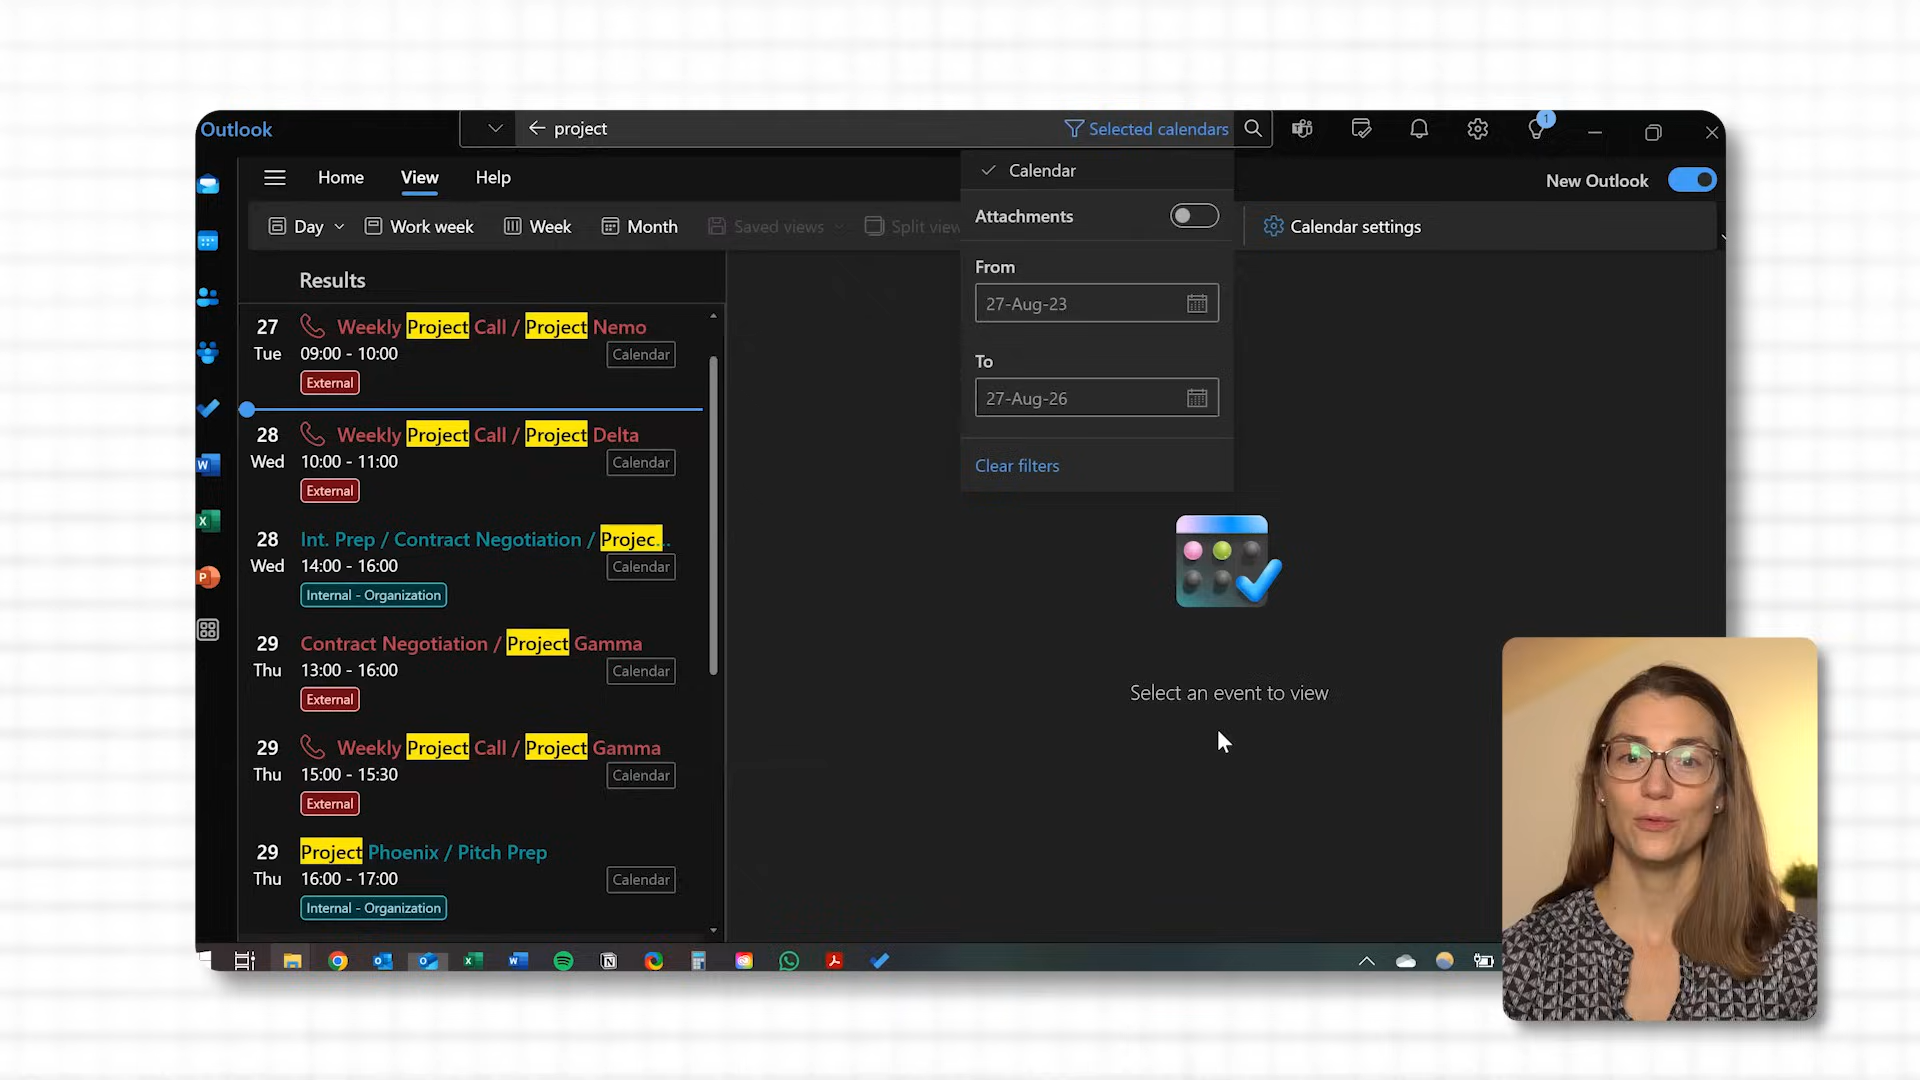 Outlook
project
Selected calendars
1
Home
View
Help
New Outlook
Day
Work week
Week
Month
Saved views
Split view
Calendar settings
Calendar
Attachments
From
27-Aug-23
To
27-Aug-26
Clear filters
Results
27 Weekly Project Call / Project Nemo
Tue 09:00 - 10:00 Calendar
External
28 Weekly Project Call / Project Delta
Wed 10:00 - 11:00 Calendar
External
28 Int. Prep / Contract Negotiation / Projec...
Wed 14:00 - 16:00 Calendar
Internal - Organization
29 Contract Negotiation / Project Gamma
Thu 13:00 - 16:00 Calendar
External
29 Weekly Project Call / Project Gamma
Thu 15:00 - 15:30 Calendar
External
29 Project Phoenix / Pitch Prep
Thu 16:00 - 17:00 Calendar
Internal - Organization
Select an event to view